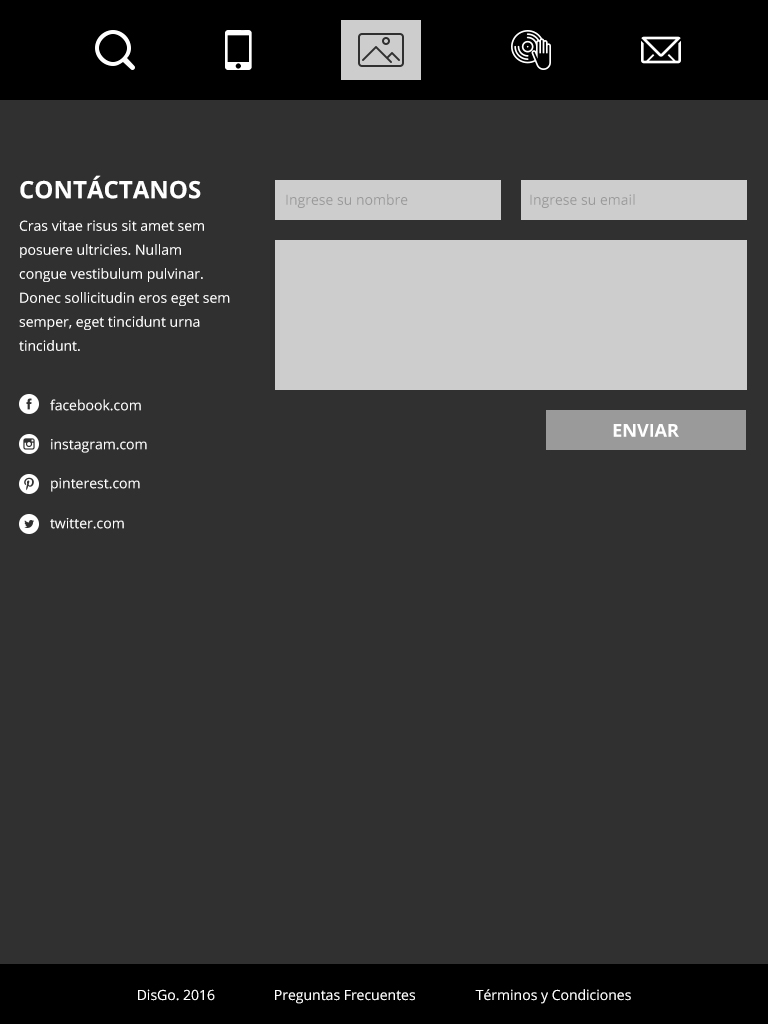 CONTÁCTANOS
Cras vitae risus sit amet sem
posuere ultricies. Nullam
congue vestibulum pulvinar.
Donec sollicitudin eros eget sem
semper, eget tincidunt urna
tincidunt.
facebook.com
instagram.com
pinterest.com
twitter.com
Ingrese su nombre
Ingrese su email
ENVIAR
DisGo. 2016
Preguntas Frecuentes
Términos y Condiciones